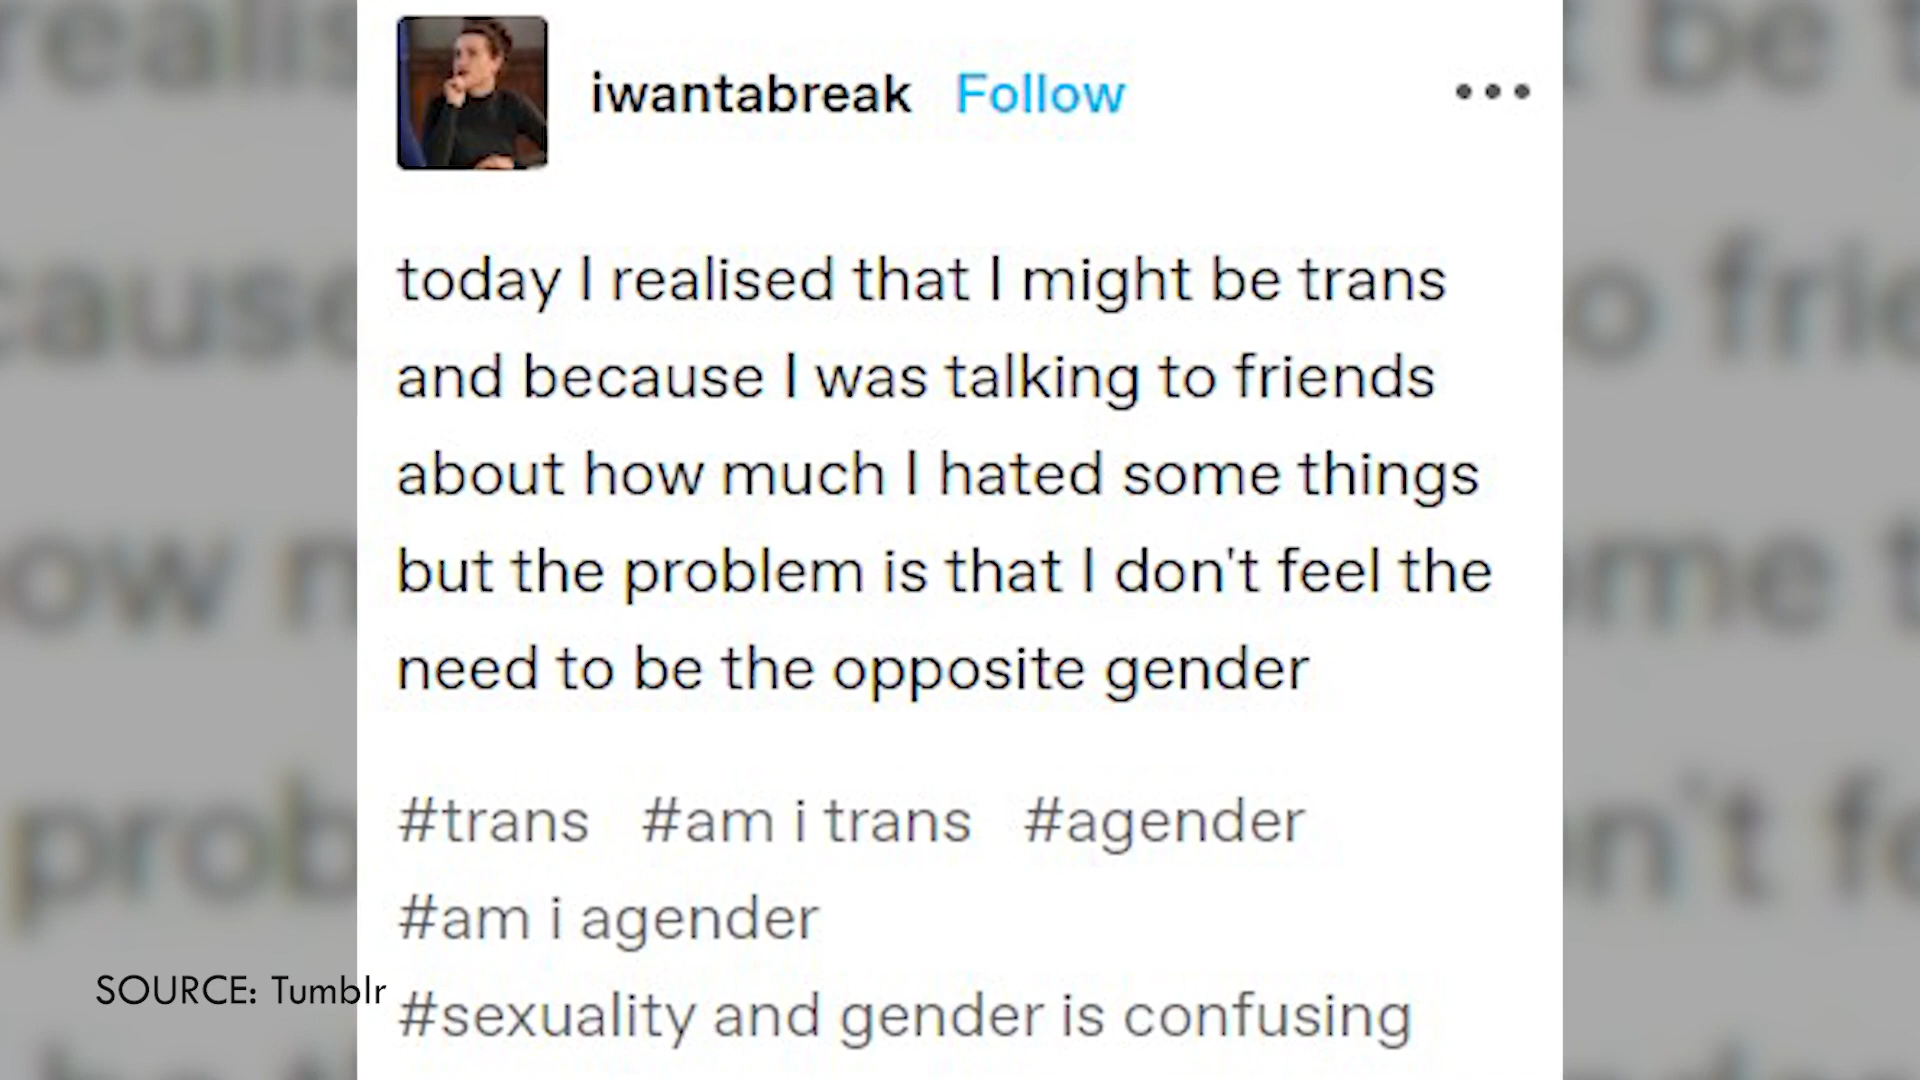 iwantabreak Follow
today I realised that I might be trans
and because I was talking to friends
about how much I hated some things
but the problem is that I don't feel the
need to be the opposite gender
#trans #am i trans #agender
#am i agender
#sexuality and gender is confusing
SOURCE: Tumblr